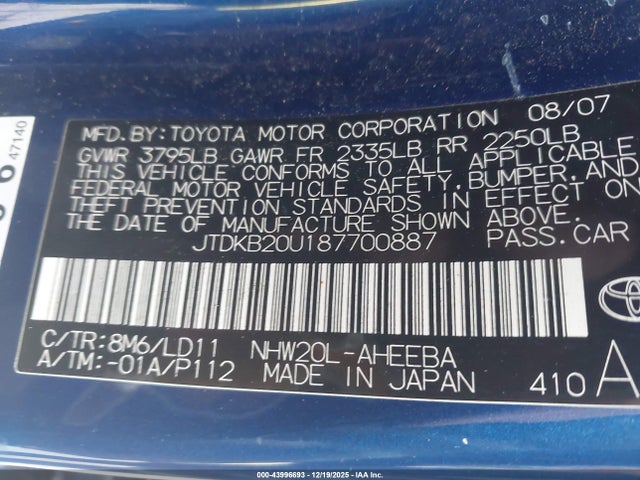 47140
MFD.BY:TOYOTA MOTOR CORPORATION 08/07
GVWR 3795LB GAWR FR 2335LB RR 2250LB
THIS VEHICLE CONFORMS TO ALL APPLICABLE
FEDERAL MOTOR VEHICLE SAFETY,BUMPER,AND
THEFT PREVENTION STANDARDS IN EFFECT ON
THE DATE OF MANUFACTURE SHOWN ABOVE.
JTDKB20U187700887 PASS.CAR
C/TR:8M6/LD11 NHW20L-AHEEBA
A/TM:-01A/P112 MADE IN JAPAN 410 A
000-43996693 - 12/19/2025 - IAA Inc.